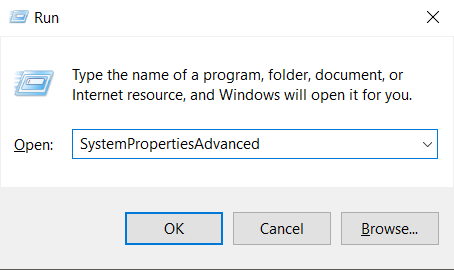 Run
Type the name of a program, folder, document, or
Internet resource, and Windows will open it for you.
Open: SystemPropertiesAdvanced
OK Cancel Browse...